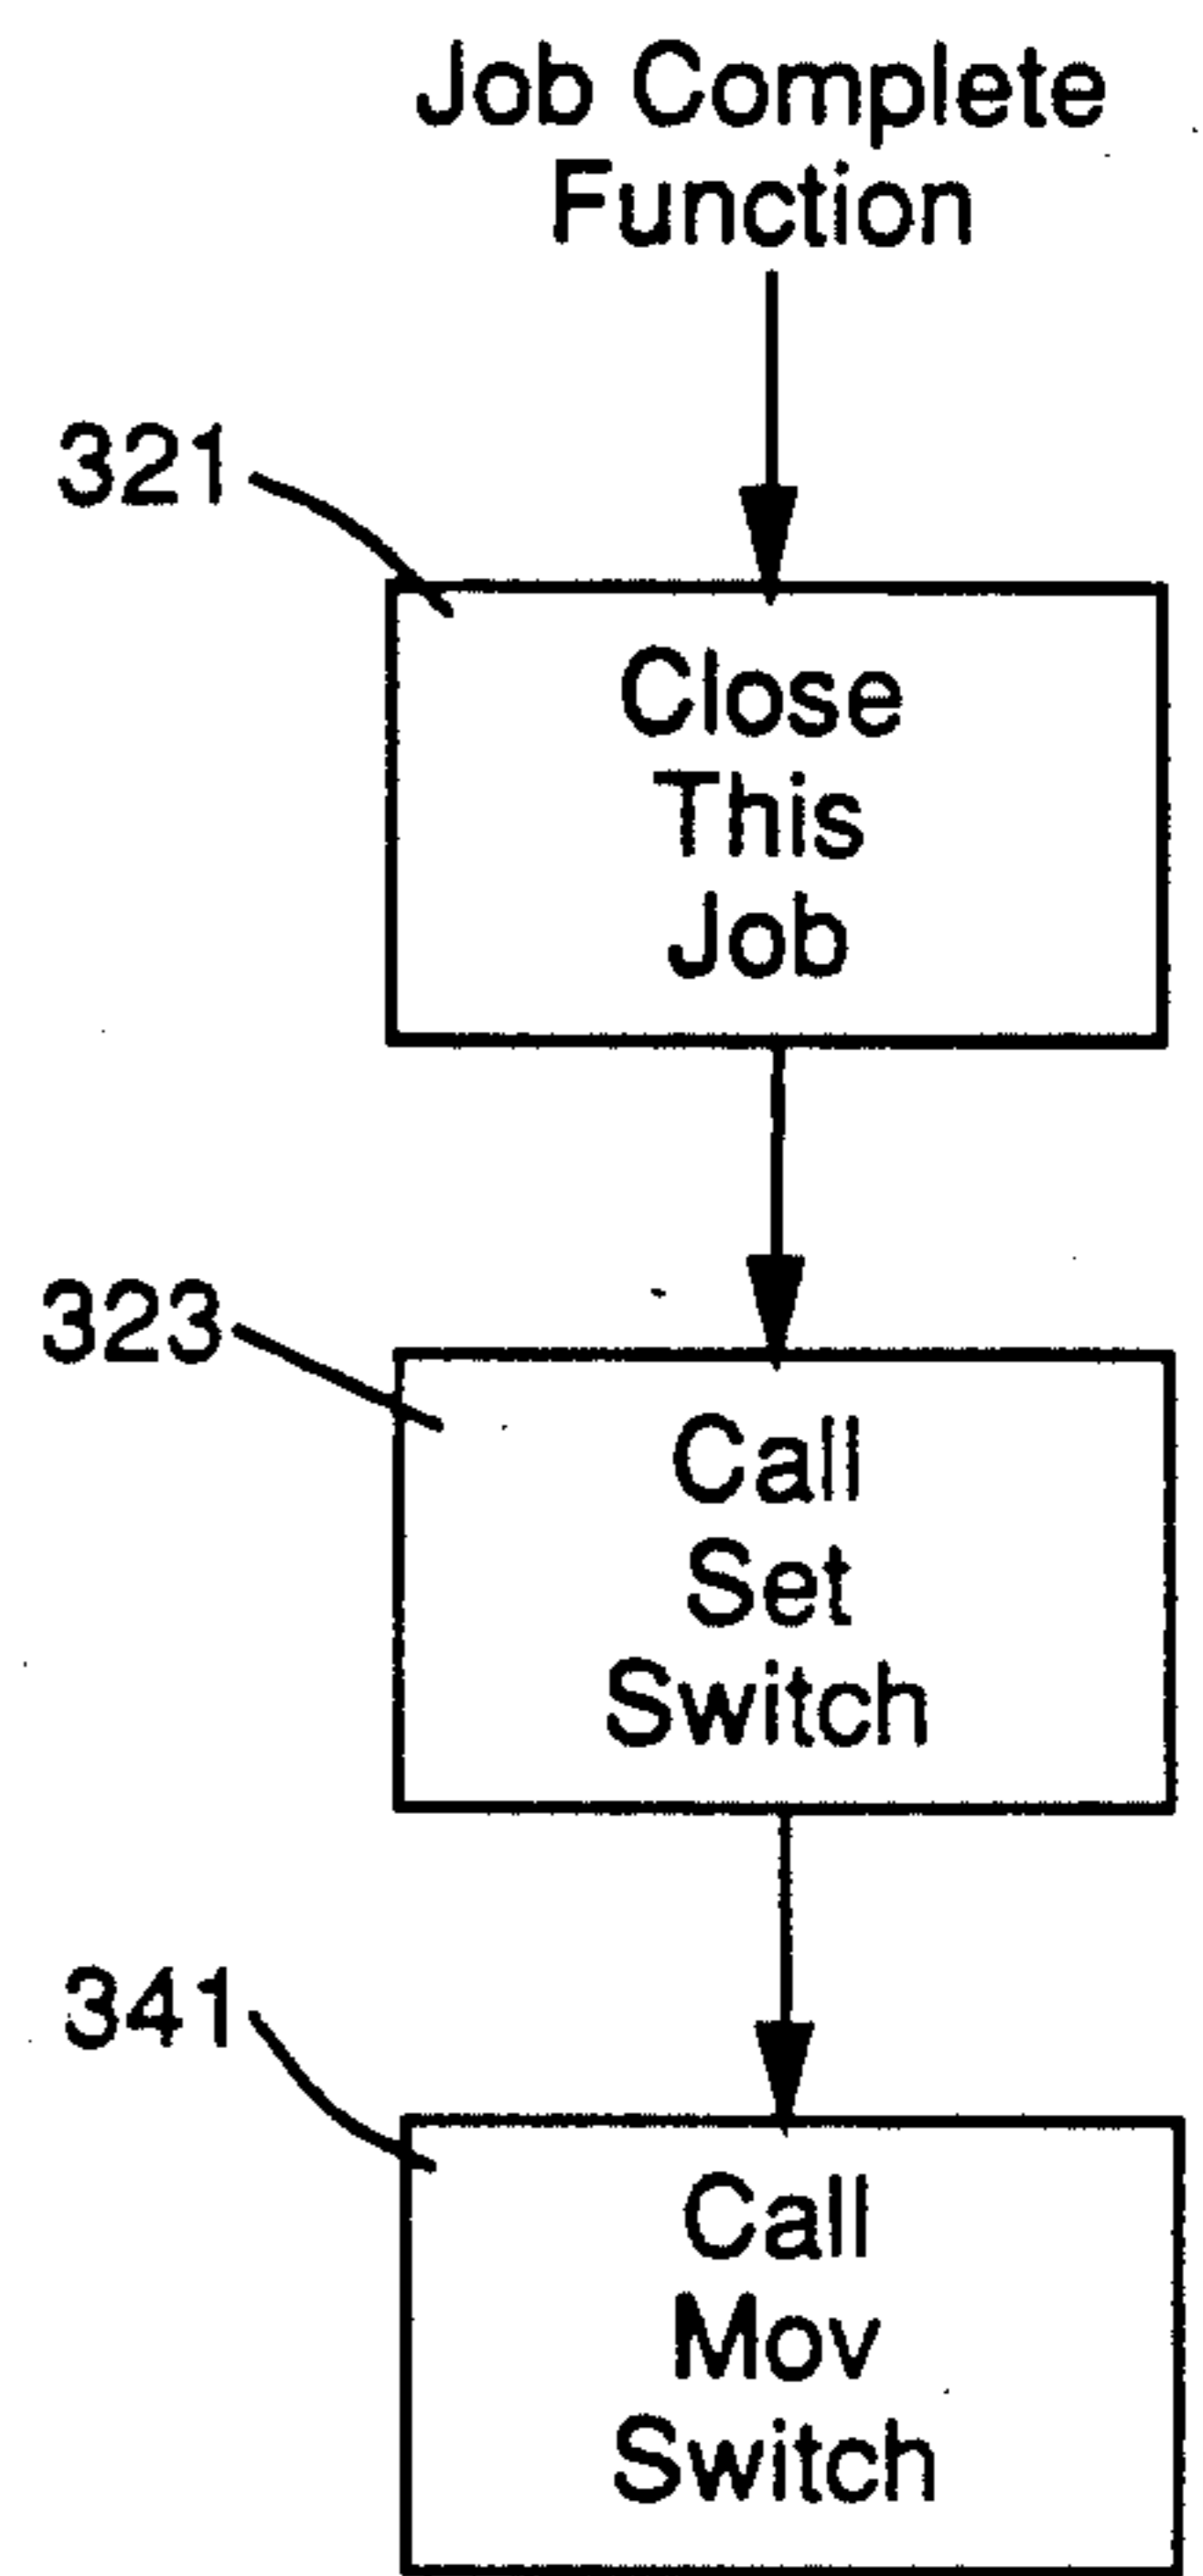 Job Complete
Function
321
Close
This
Job
323
Call
Set
Switch
341
Call
Mov
Switch